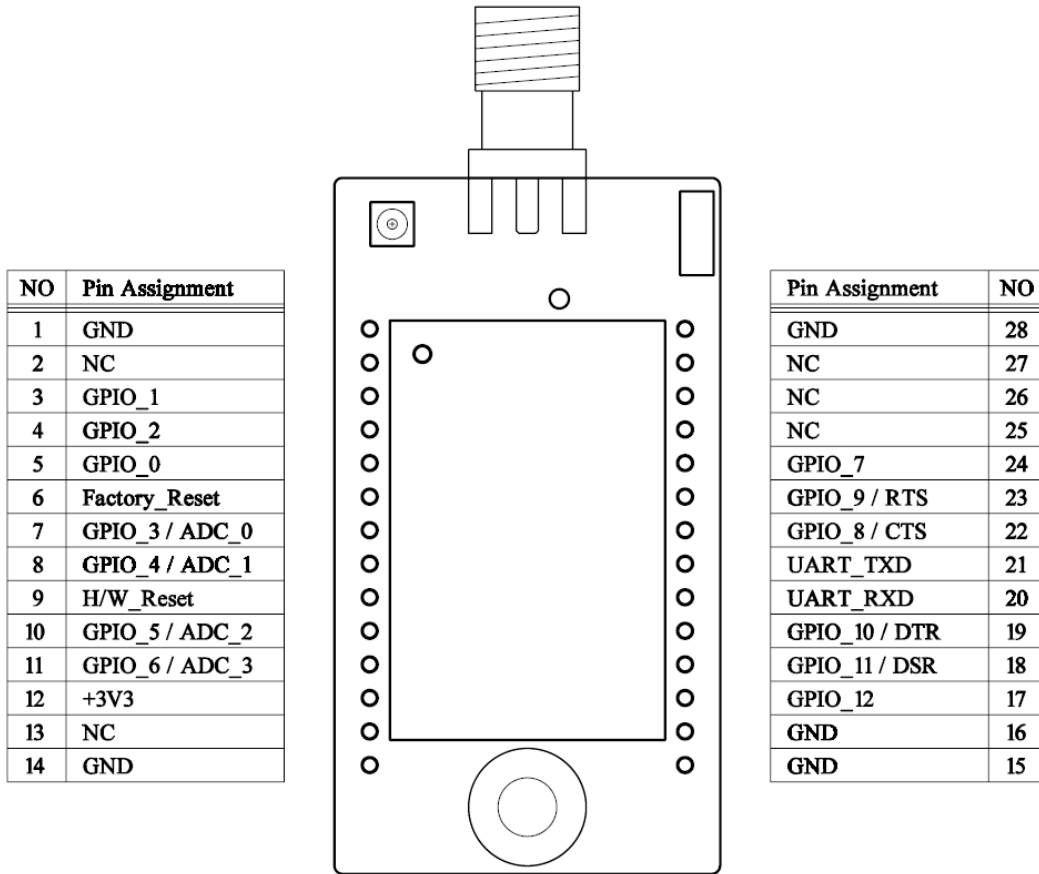 NO Pin Assignment
1 GND
2 NC
3 GPIO_1
4 GPIO_2
5 GPIO_0
6 Factory_Reset
7 GPIO_3 / ADC_0
8 GPIO_4 / ADC_1
9 H/W_Reset
10 GPIO_5 / ADC_2
11 GPIO_6 / ADC_3
12 +3V3
13 NC
14 GND
Pin Assignment NO
GND 28
NC 27
NC 26
NC 25
GPIO_7 24
GPIO_9 / RTS 23
GPIO_8 / CTS 22
UART_TXD 21
UART_RXD 20
GPIO_10 / DTR 19
GPIO_11 / DSR 18
GPIO_12 17
GND 16
GND 15